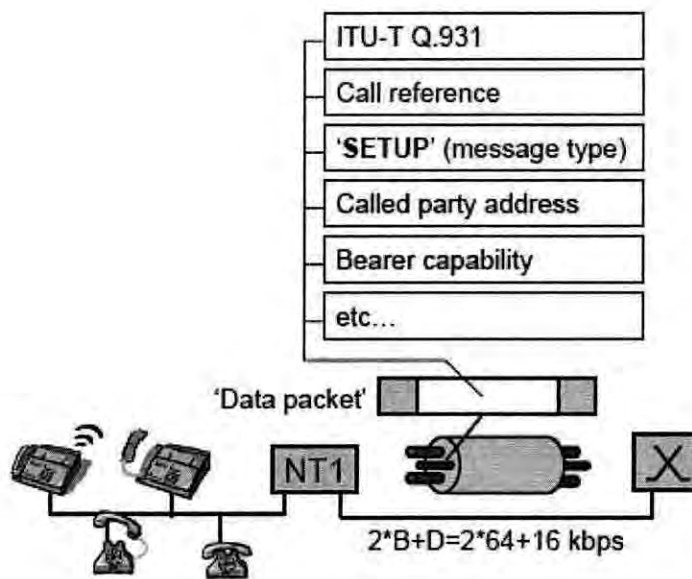 ITU-T Q.931
Call reference
'SETUP' (message type)
Called party address
Bearer capability
etc...
'Data packet'
NT1
2*B+D=2*64+16 kbps